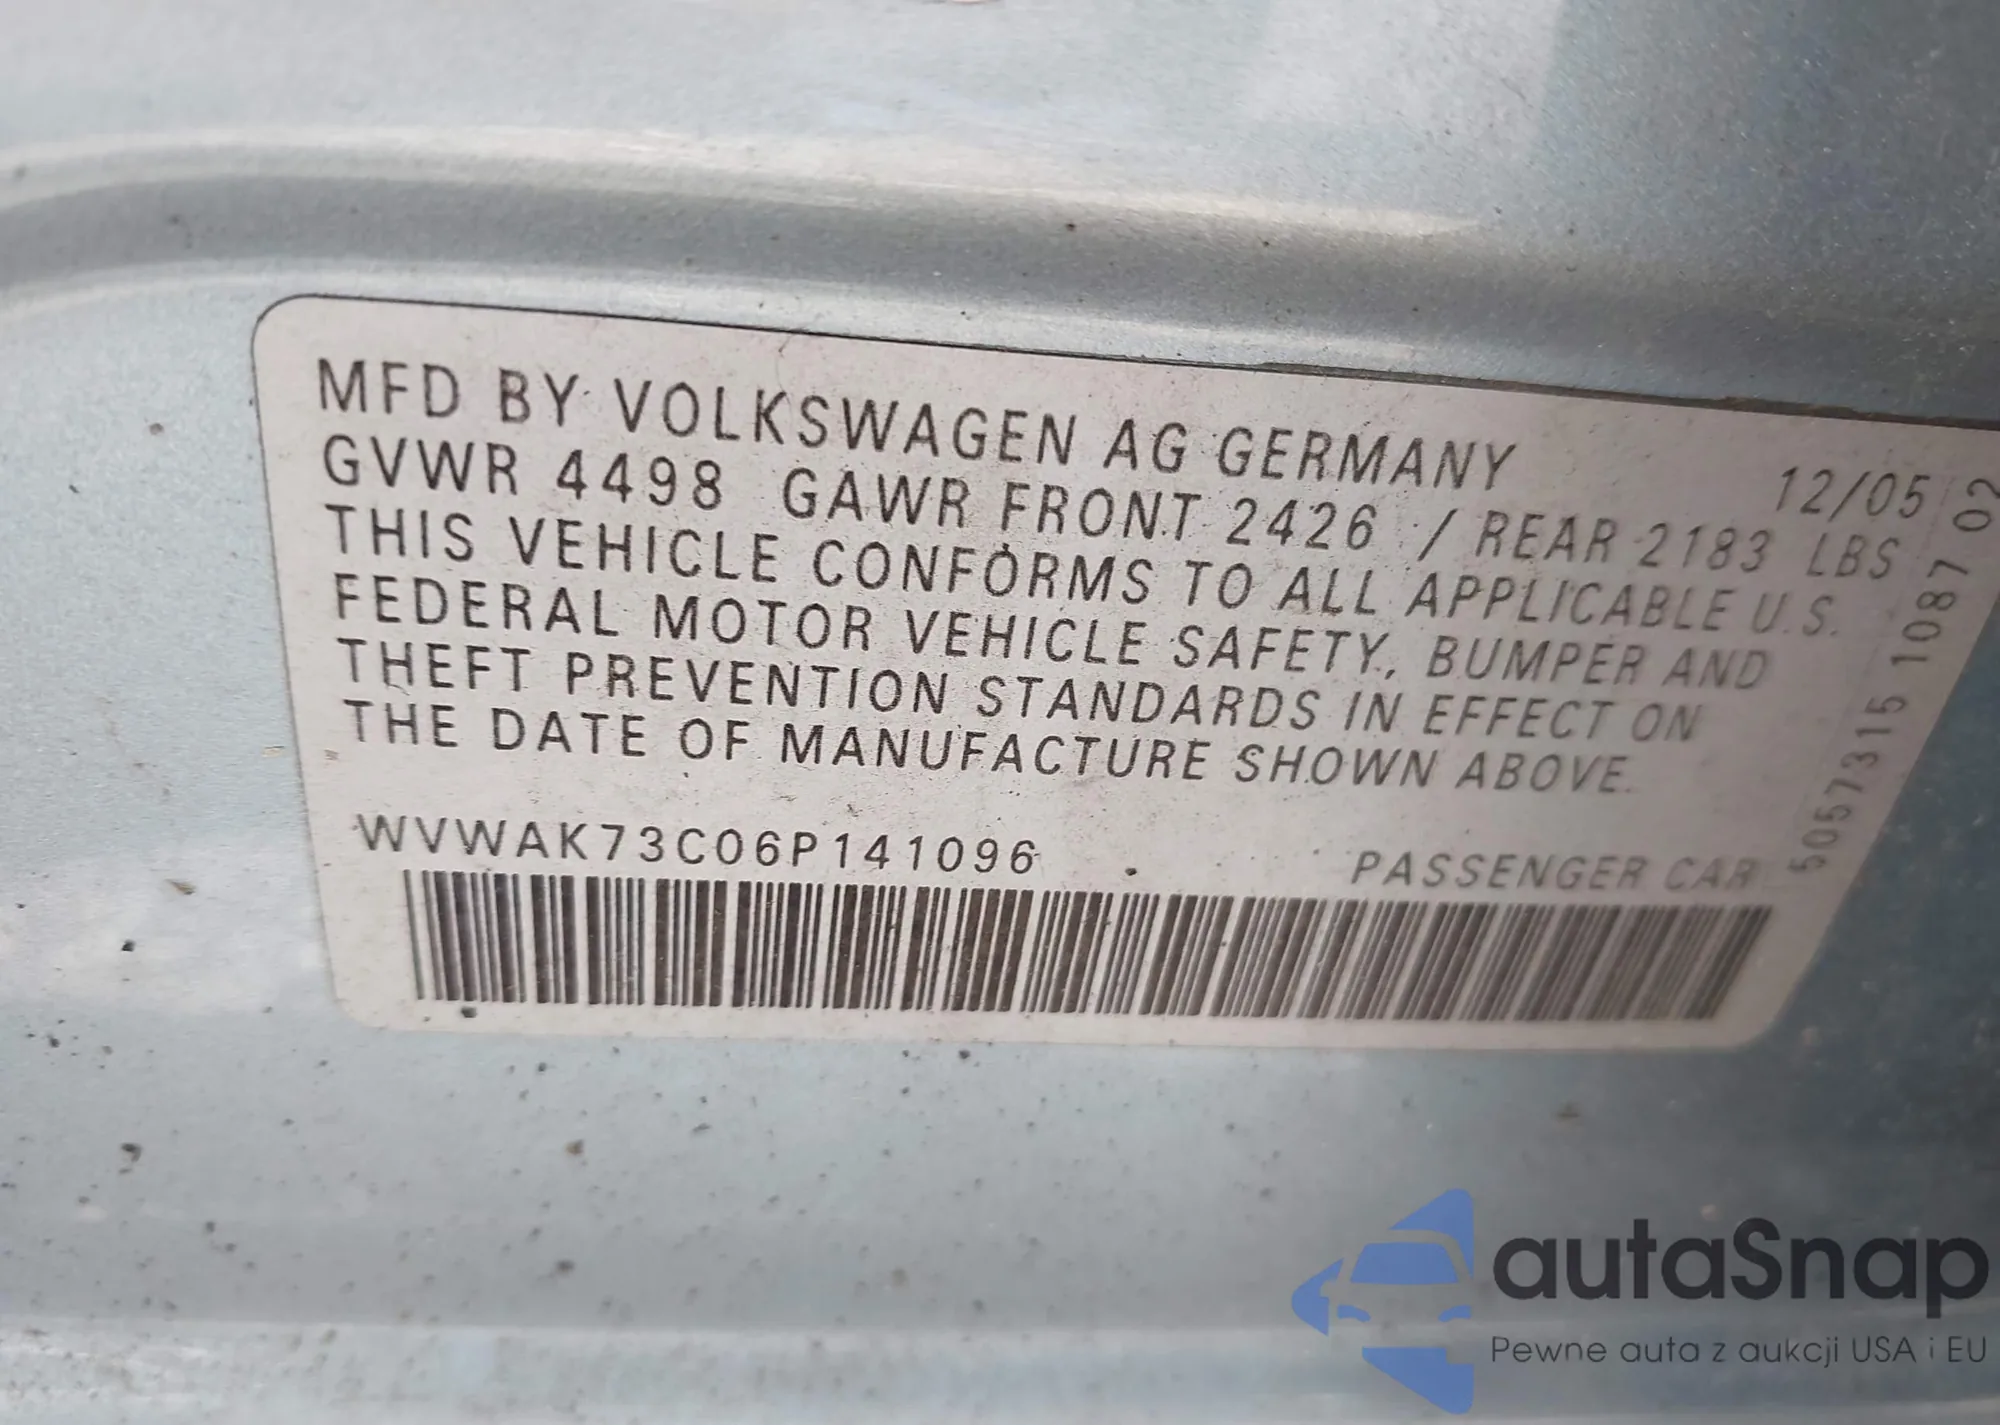 MFD BY VOLKSWAGEN AG GERMANY 12/05
GVWR 4498 GAWR FRONT 2426 / REAR 2183 LBS
THIS VEHICLE CONFORMS TO ALL APPLICABLE U.S.
FEDERAL MOTOR VEHICLE SAFETY, BUMPER AND
THEFT PREVENTION STANDARDS IN EFFECT ON
THE DATE OF MANUFACTURE SHOWN ABOVE.
WVWAK73C06P141096 PASSENGER CAR
5057315 1087 02
autaSnap
Pewne auta z aukcji USA i EU